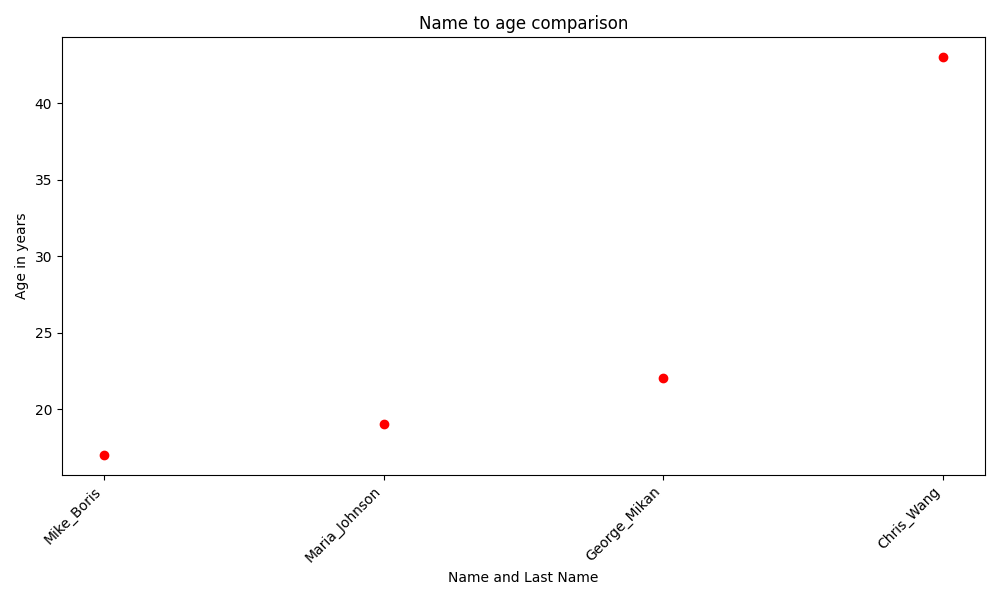 Name to age comparison
Age in years
40
35
30
25
20
Mike_Boris
Maria_Johnson
George_Mikan
Chris_Wang
Name and Last Name